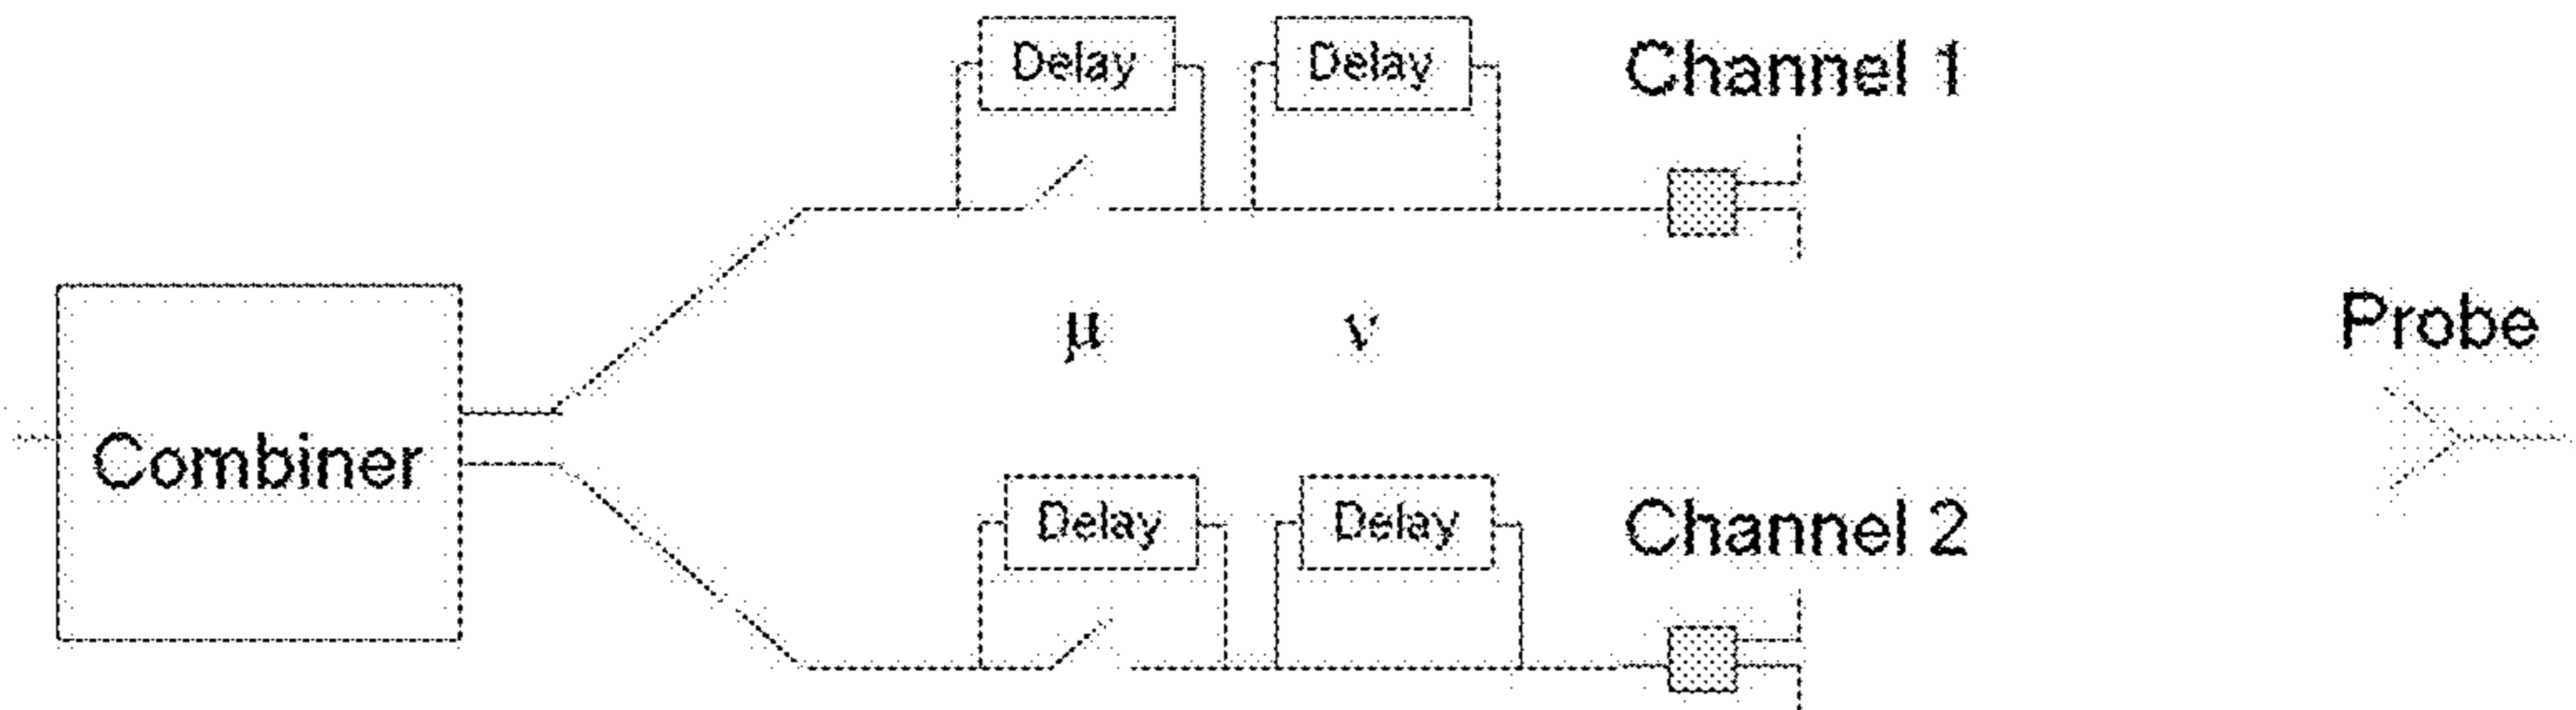 Delay Delay Channel 1
μ ν Probe
Combiner
Delay Delay Channel 2